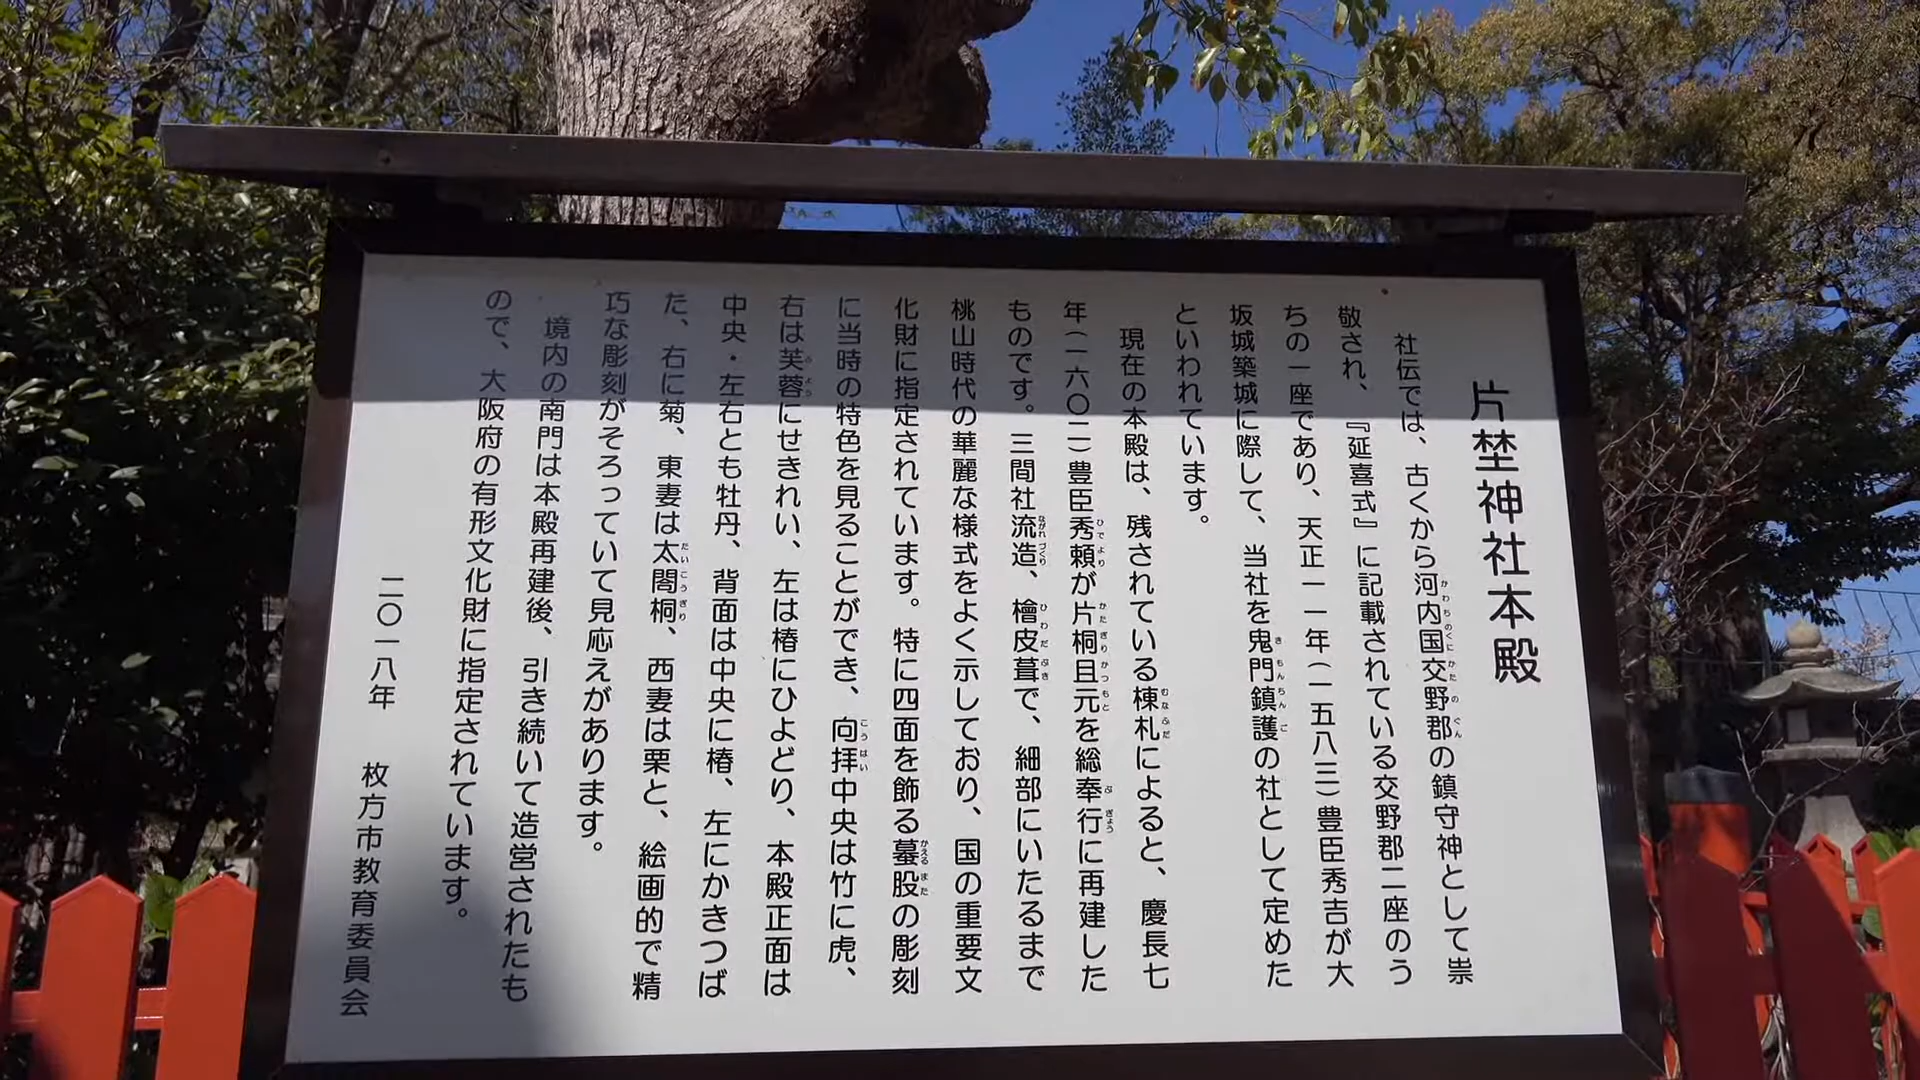 片埜神社本殿
社伝では、古くから河内国交野郡の鎮守神として崇
敬され、『延喜式』に記載されている交野郡二座のう
ちの一座であり、天正一一年(一五八三)豊臣秀吉が大
坂城築城に際して、当社を鬼門鎮護の社として定めた
といわれています。
現在の本殿は、残されている棟札によると、慶長七
年(一六〇二)豊臣秀頼が片桐且元を総奉行に再建した
ものです。三間社流造、檜皮葺で、細部にいたるまで
桃山時代の華麗な様式をよく示しており、国の重要文
化財に指定されています。特に四面を飾る蟇股の彫刻
に当時の特色を見ることができ、向拝中央は竹に虎、
右は芙蓉にせきれい、左は椿にひよどり、本殿正面は
中央・左右とも牡丹、背面は中央に椿、左にかきつば
た、右に菊、東妻は太閤桐、西妻は栗と、絵画的で精
巧な彫刻がそろっていて見応えがあります。
境内の南門は本殿再建後、引き続いて造営されたも
ので、大阪府の有形文化財に指定されています。
二〇一八年 枚方市教育委員会